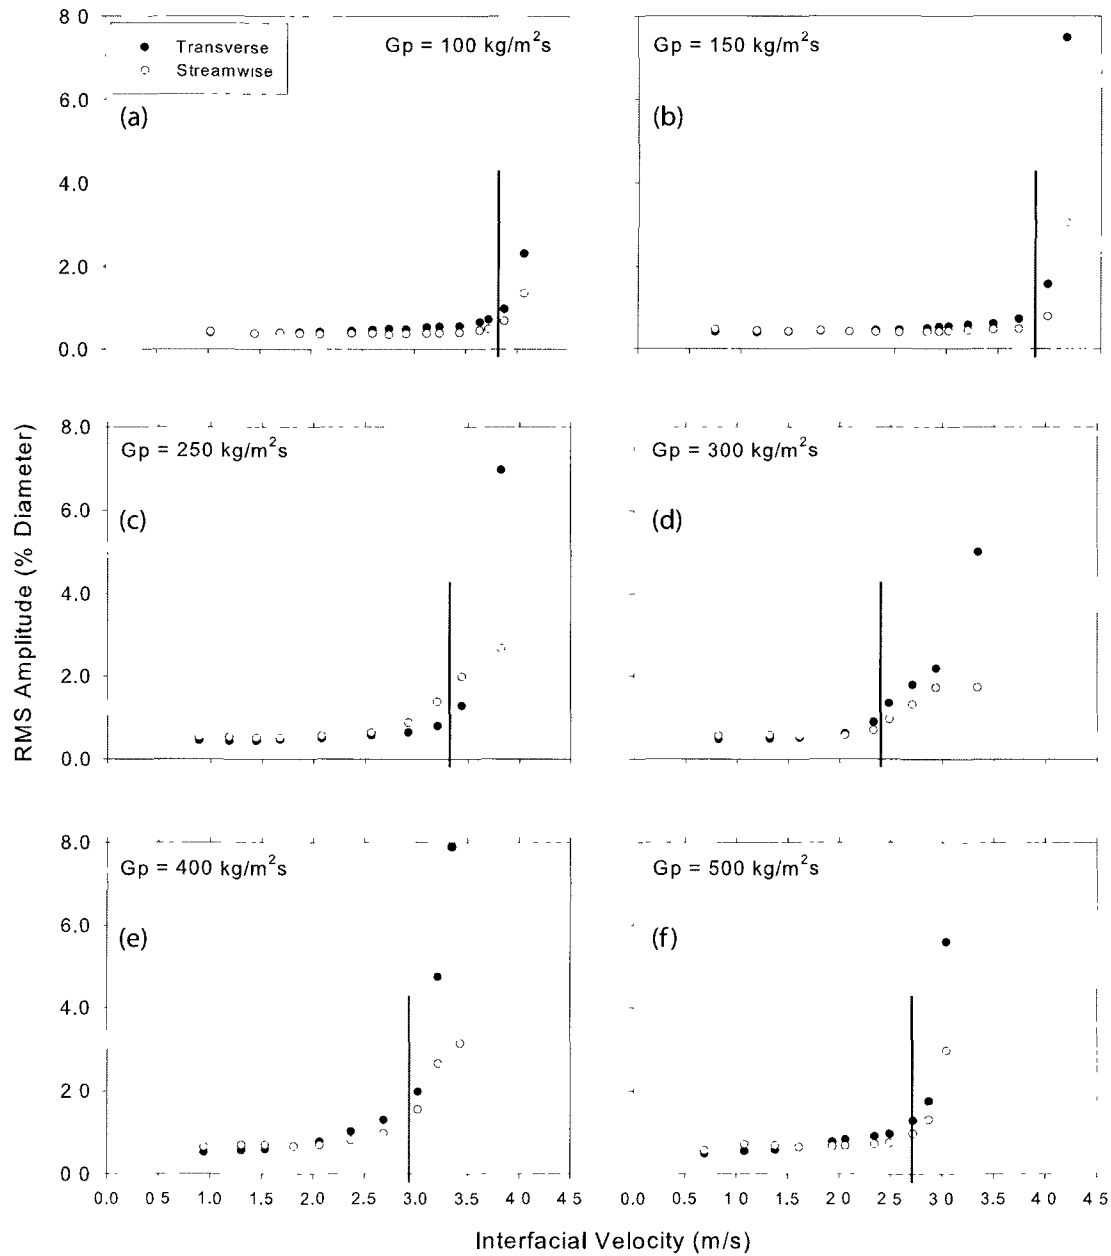 8.0
6.0
4.0
2.0
0.0
Transverse
Streamwise
Gp = 100 kg/m²s
(a)
Gp = 150 kg/m²s
(b)
8.0
6.0
4.0
2.0
0.0
Gp = 250 kg/m²s
(c)
Gp = 300 kg/m²s
(d)
RMS Amplitude (% Diameter)
8.0
6.0
4.0
2 0
0 0
Gp = 400 kg/m²s
(e)
Gp = 500 kg/m²s
(f)
0.0 0 5 1.0 1 5 2.0 2 5 3.0 3 5 4 0 4 5
0.0 0 5 1.0 1 5 2 0 2 5 3 0 3 5 4 0 4 5
Interfacial Velocity (m/s)